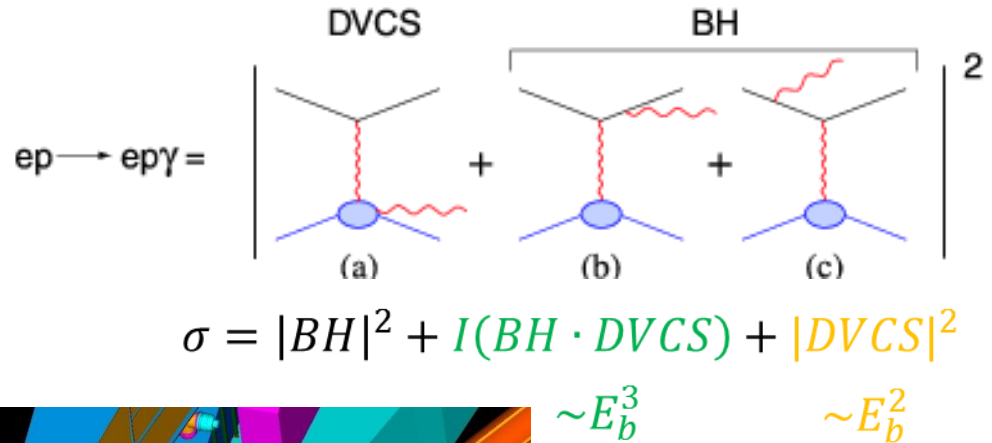 DVCS BH
ep → epγ = | + + |²
(a) (b) (c)
σ = |BH|² + I(BH · DVCS) + |DVCS|²
~E_b^3 ~E_b^2